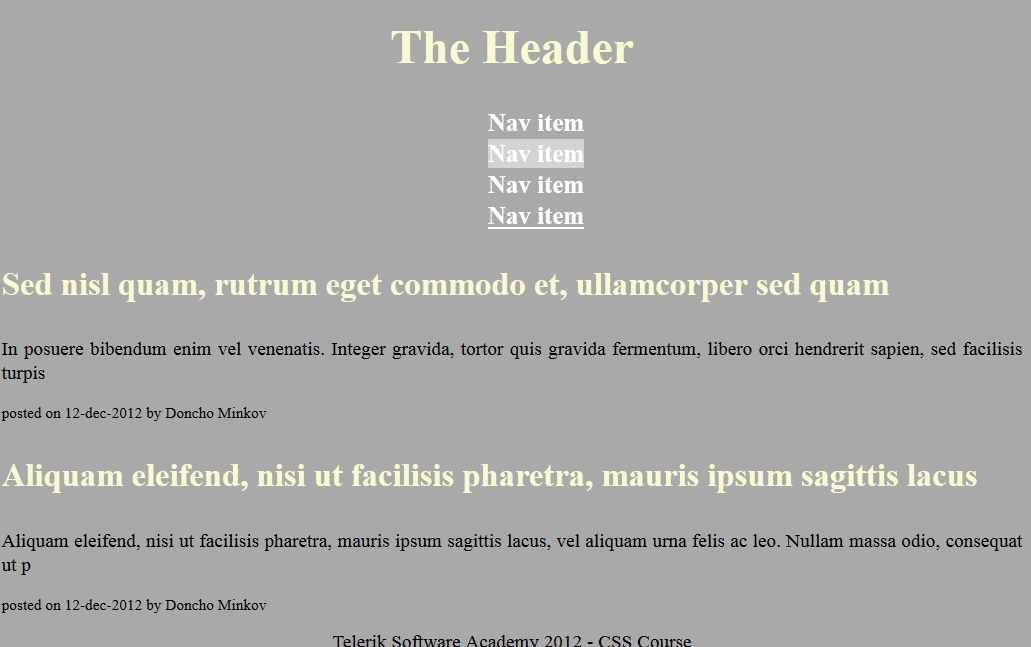 The Header
Nav item
Nav item
Nav item
Nav item
Sed nisl quam, rutrum eget commodo et, ullamcorper sed quam
In posuere bibendum enim vel venenatis. Integer gravida, tortor quis gravida fermentum, libero orci hendrerit sapien, sed facilisis
turpis
posted on 12-dec-2012 by Doncho Minkov
Aliquam eleifend, nisi ut facilisis pharetra, mauris ipsum sagittis lacus
Aliquam eleifend, nisi ut facilisis pharetra, mauris ipsum sagittis lacus, vel aliquam urna felis ac leo. Nullam massa odio, consequat
ut p
posted on 12-dec-2012 by Doncho Minkov
Telerik Software Academy 2012 - CSS Course